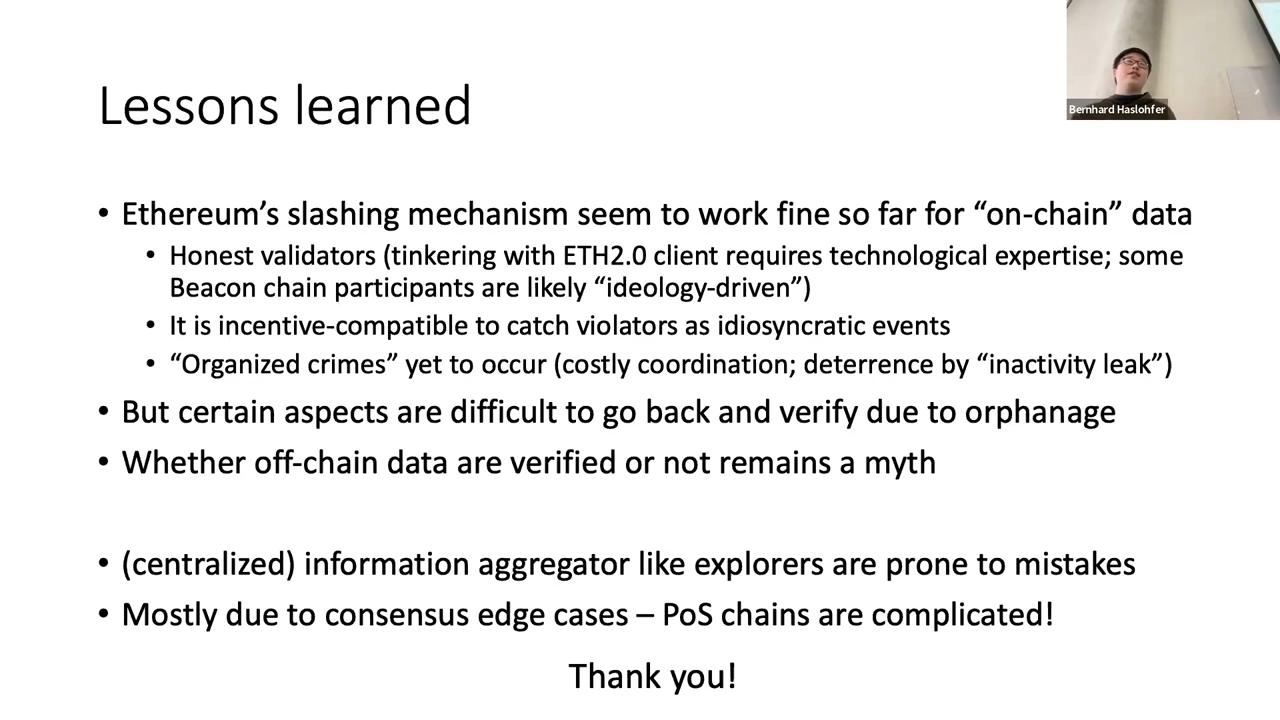 Lessons learned
Bernhard Haslohfer
• Ethereum’s slashing mechanism seem to work fine so far for “on-chain” data
• Honest validators (tinkering with ETH2.0 client requires technological expertise; some
Beacon chain participants are likely “ideology-driven”)
• It is incentive-compatible to catch violators as idiosyncratic events
• “Organized crimes” yet to occur (costly coordination; deterrence by “inactivity leak”)
• But certain aspects are difficult to go back and verify due to orphanage
• Whether off-chain data are verified or not remains a myth
• (centralized) information aggregator like explorers are prone to mistakes
• Mostly due to consensus edge cases – PoS chains are complicated!
Thank you!